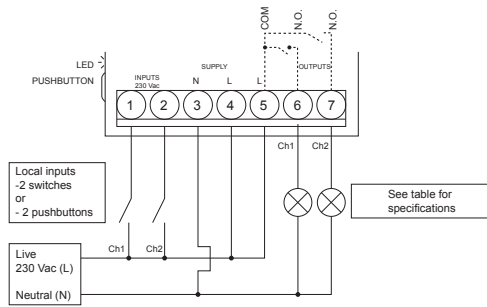 COM
N.O.
N.O.
LED
PUSHBUTTON
INPUTS
230 Vac
SUPPLY
N L L
OUTPUTS
1 2 3 4 5 6 7
Ch1 Ch2
Local inputs
-2 switches
or
- 2 pushbuttons
See table for
specifications
Ch1 Ch2
Live
230 Vac (L)
Neutral (N)